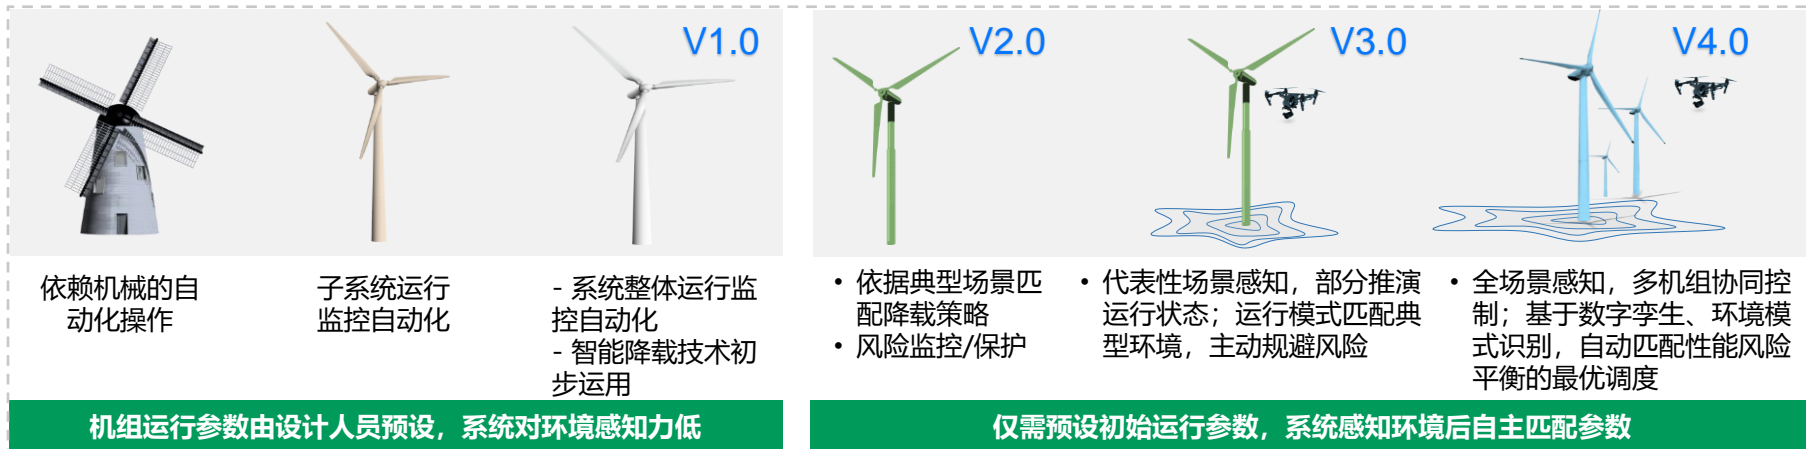 V1.0
V2.0
V3.0
V4.0
依赖机械的自
动化操作
子系统运行
监控自动化
- 系统整体运行监
控自动化
- 智能降载技术初
步运用
• 依据典型场景匹
配降载策略
• 风险监控/保护
• 代表性场景感知，部分推演
运行状态；运行模式匹配典
型环境，主动规避风险
• 全场景感知，多机组协同控
制；基于数字孪生、环境模
式识别，自动匹配性能风险
平衡的最优调度
机组运行参数由设计人员预设，系统对环境感知力低
仅需预设初始运行参数，系统感知环境后自主匹配参数